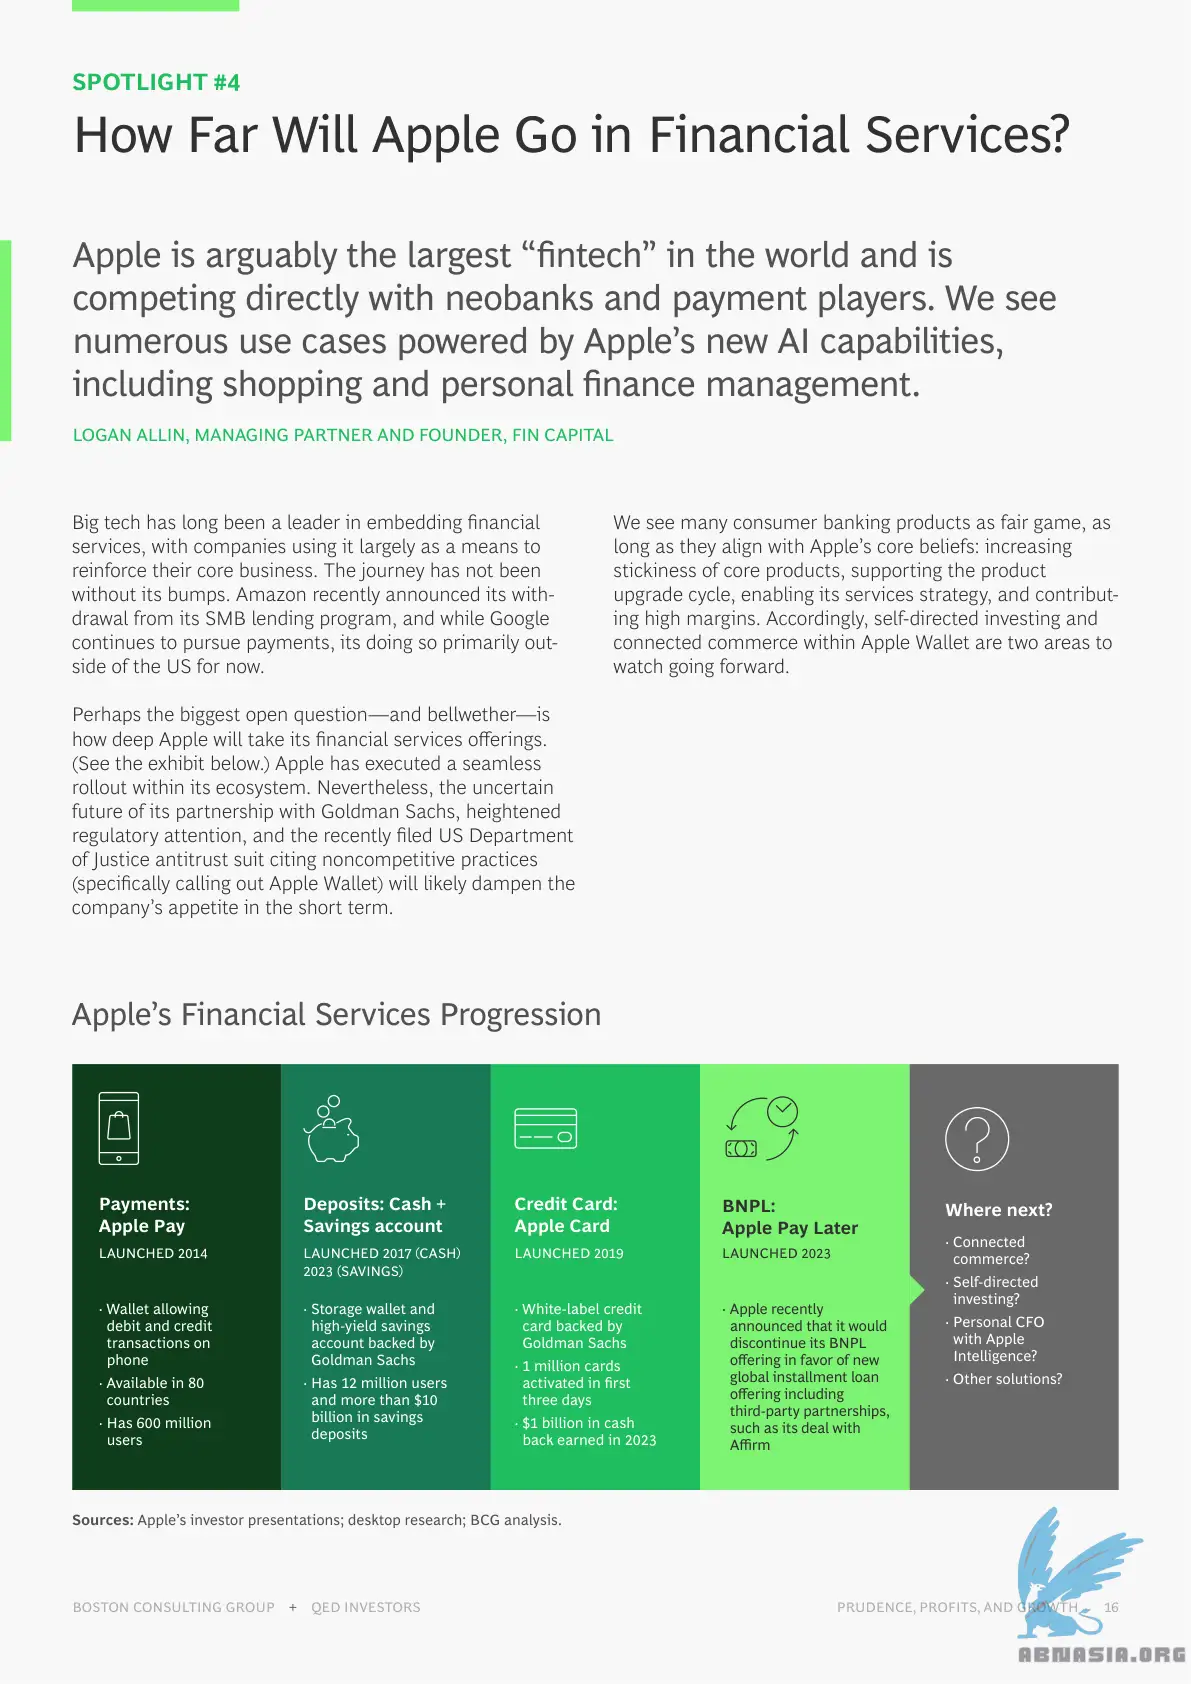 SPOTLIGHT #4
How Far Will Apple Go in Financial Services?
Apple is arguably the largest “fintech” in the world and is
competing directly with neobanks and payment players. We see
numerous use cases powered by Apple’s new AI capabilities,
including shopping and personal finance management.
LOGAN ALLIN, MANAGING PARTNER AND FOUNDER, FIN CAPITAL
Big tech has long been a leader in embedding financial
services, with companies using it largely as a means to
reinforce their core business. The journey has not been
without its bumps. Amazon recently announced its with-
drawal from its SMB lending program, and while Google
continues to pursue payments, its doing so primarily out-
side of the US for now.
Perhaps the biggest open question—and bellwether—is
how deep Apple will take its financial services offerings.
(See the exhibit below.) Apple has executed a seamless
rollout within its ecosystem. Nevertheless, the uncertain
future of its partnership with Goldman Sachs, heightened
regulatory attention, and the recently filed US Department
of Justice antitrust suit citing noncompetitive practices
(specifically calling out Apple Wallet) will likely dampen the
company’s appetite in the short term.
We see many consumer banking products as fair game, as
long as they align with Apple’s core beliefs: increasing
stickiness of core products, supporting the product
upgrade cycle, enabling its services strategy, and contribut-
ing high margins. Accordingly, self-directed investing and
connected commerce within Apple Wallet are two areas to
watch going forward.
Apple’s Financial Services Progression
Payments:
Apple Pay
LAUNCHED 2014
· Wallet allowing
debit and credit
transactions on
phone
· Available in 80
countries
· Has 600 million
users
Deposits: Cash +
Savings account
LAUNCHED 2017 (CASH)
2023 (SAVINGS)
· Storage wallet and
high-yield savings
account backed by
Goldman Sachs
· Has 12 million users
and more than $10
billion in savings
deposits
Credit Card:
Apple Card
LAUNCHED 2019
· White-label credit
card backed by
Goldman Sachs
· 1 million cards
activated in first
three days
· $1 billion in cash
back earned in 2023
BNPL:
Apple Pay Later
LAUNCHED 2023
· Apple recently
announced that it would
discontinue its BNPL
offering in favor of new
global installment loan
offering including
third-party partnerships,
such as its deal with
Affirm
Where next?
· Connected
commerce?
· Self-directed
investing?
· Personal CFO
with Apple
Intelligence?
· Other solutions?
Sources: Apple’s investor presentations; desktop research; BCG analysis.
BOSTON CONSULTING GROUP + QED INVESTORS
PRUDENCE, PROFITS, AND GROWTH 16
ABNASIA.ORG